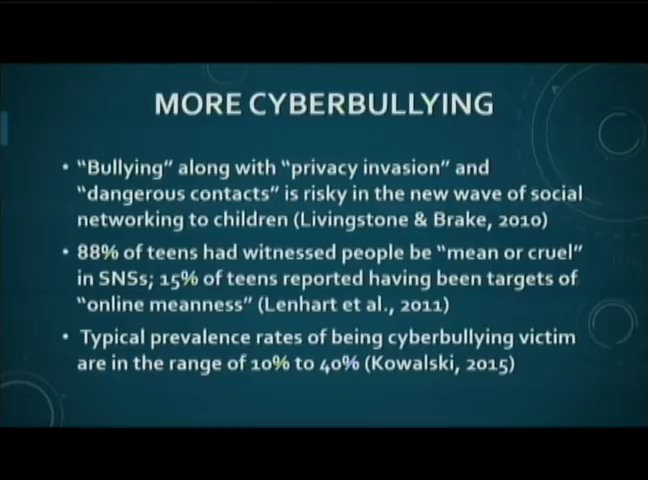 MORE CYBERBULLYING
• “Bullying” along with “privacy invasion” and
“dangerous contacts” is risky in the new wave of social
networking to children (Livingstone & Brake, 2010)
• 88% of teens had witnessed people be “mean or cruel”
in SNSs; 15% of teens reported having been targets of
“online meanness” (Lenhart et al., 2011)
• Typical prevalence rates of being cyberbullying victim
are in the range of 10% to 40% (Kowalski, 2015)